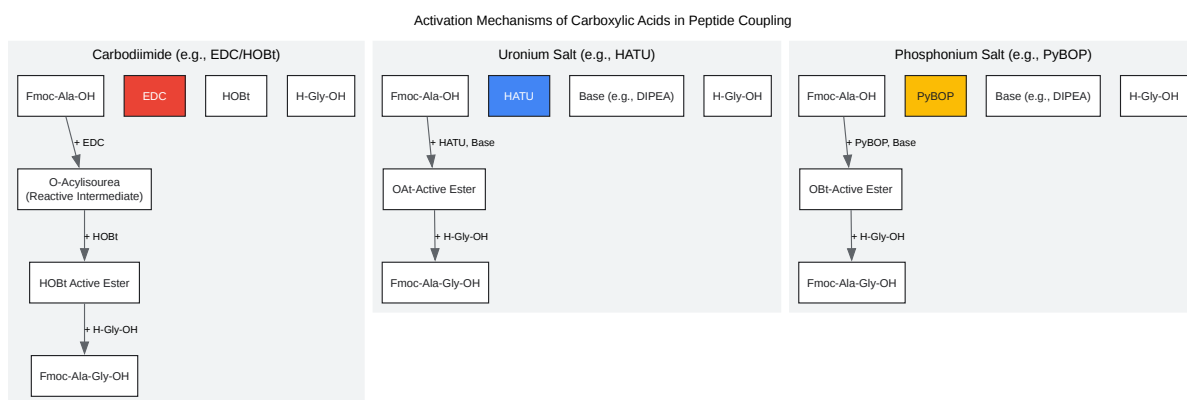 Activation Mechanisms of Carboxylic Acids in Peptide Coupling
Carbodiimide (e.g., EDC/HOBt)
Fmoc-Ala-OH
EDC
HOBt
H-Gly-OH
+ EDC
O-Acylisourea
(Reactive Intermediate)
+ HOBt
HOBt Active Ester
+ H-Gly-OH
Fmoc-Ala-Gly-OH
Uronium Salt (e.g., HATU)
Fmoc-Ala-OH
HATU
Base (e.g., DIPEA)
H-Gly-OH
+ HATU, Base
OAt-Active Ester
+ H-Gly-OH
Fmoc-Ala-Gly-OH
Phosphonium Salt (e.g., PyBOP)
Fmoc-Ala-OH
PyBOP
Base (e.g., DIPEA)
H-Gly-OH
+ PyBOP, Base
OBt-Active Ester
+ H-Gly-OH
Fmoc-Ala-Gly-OH